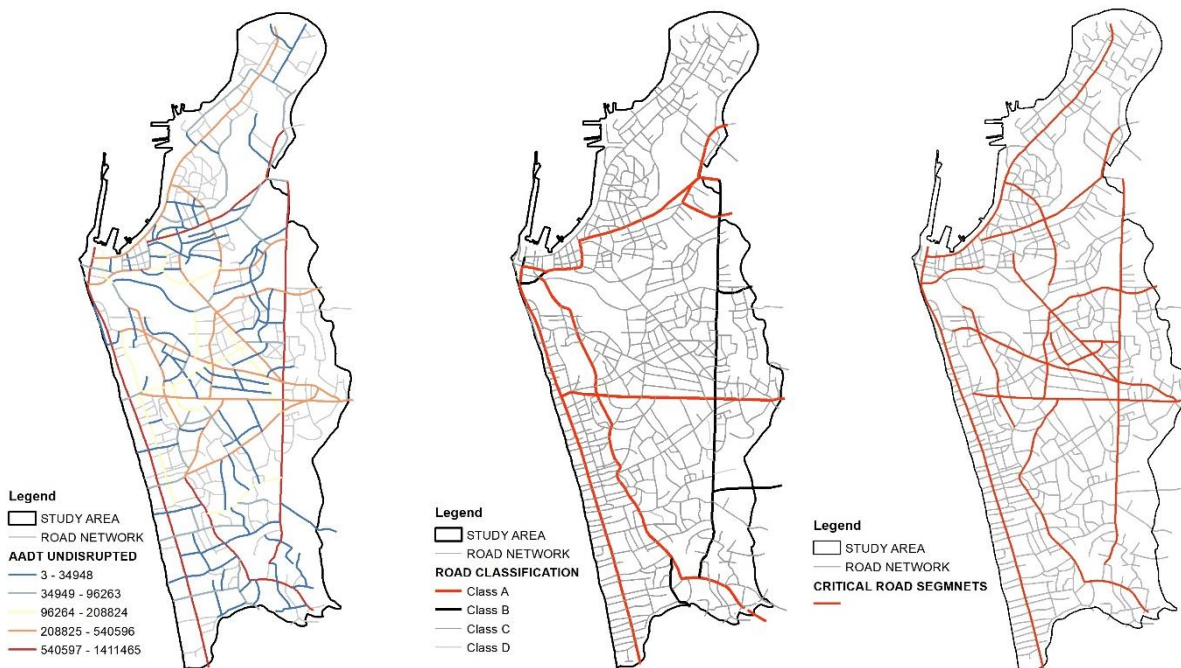 Legend
STUDY AREA
ROAD NETWORK
AADT UNDISRUPTED
3 - 34948
34949 - 96263
96264 - 208824
208825 - 540596
540597 - 1411465
Legend
STUDY AREA
ROAD NETWORK
ROAD CLASSIFICATION
Class A
Class B
Class C
Class D
Legend
STUDY AREA
ROAD NETWORK
CRITICAL ROAD SEGMNETS